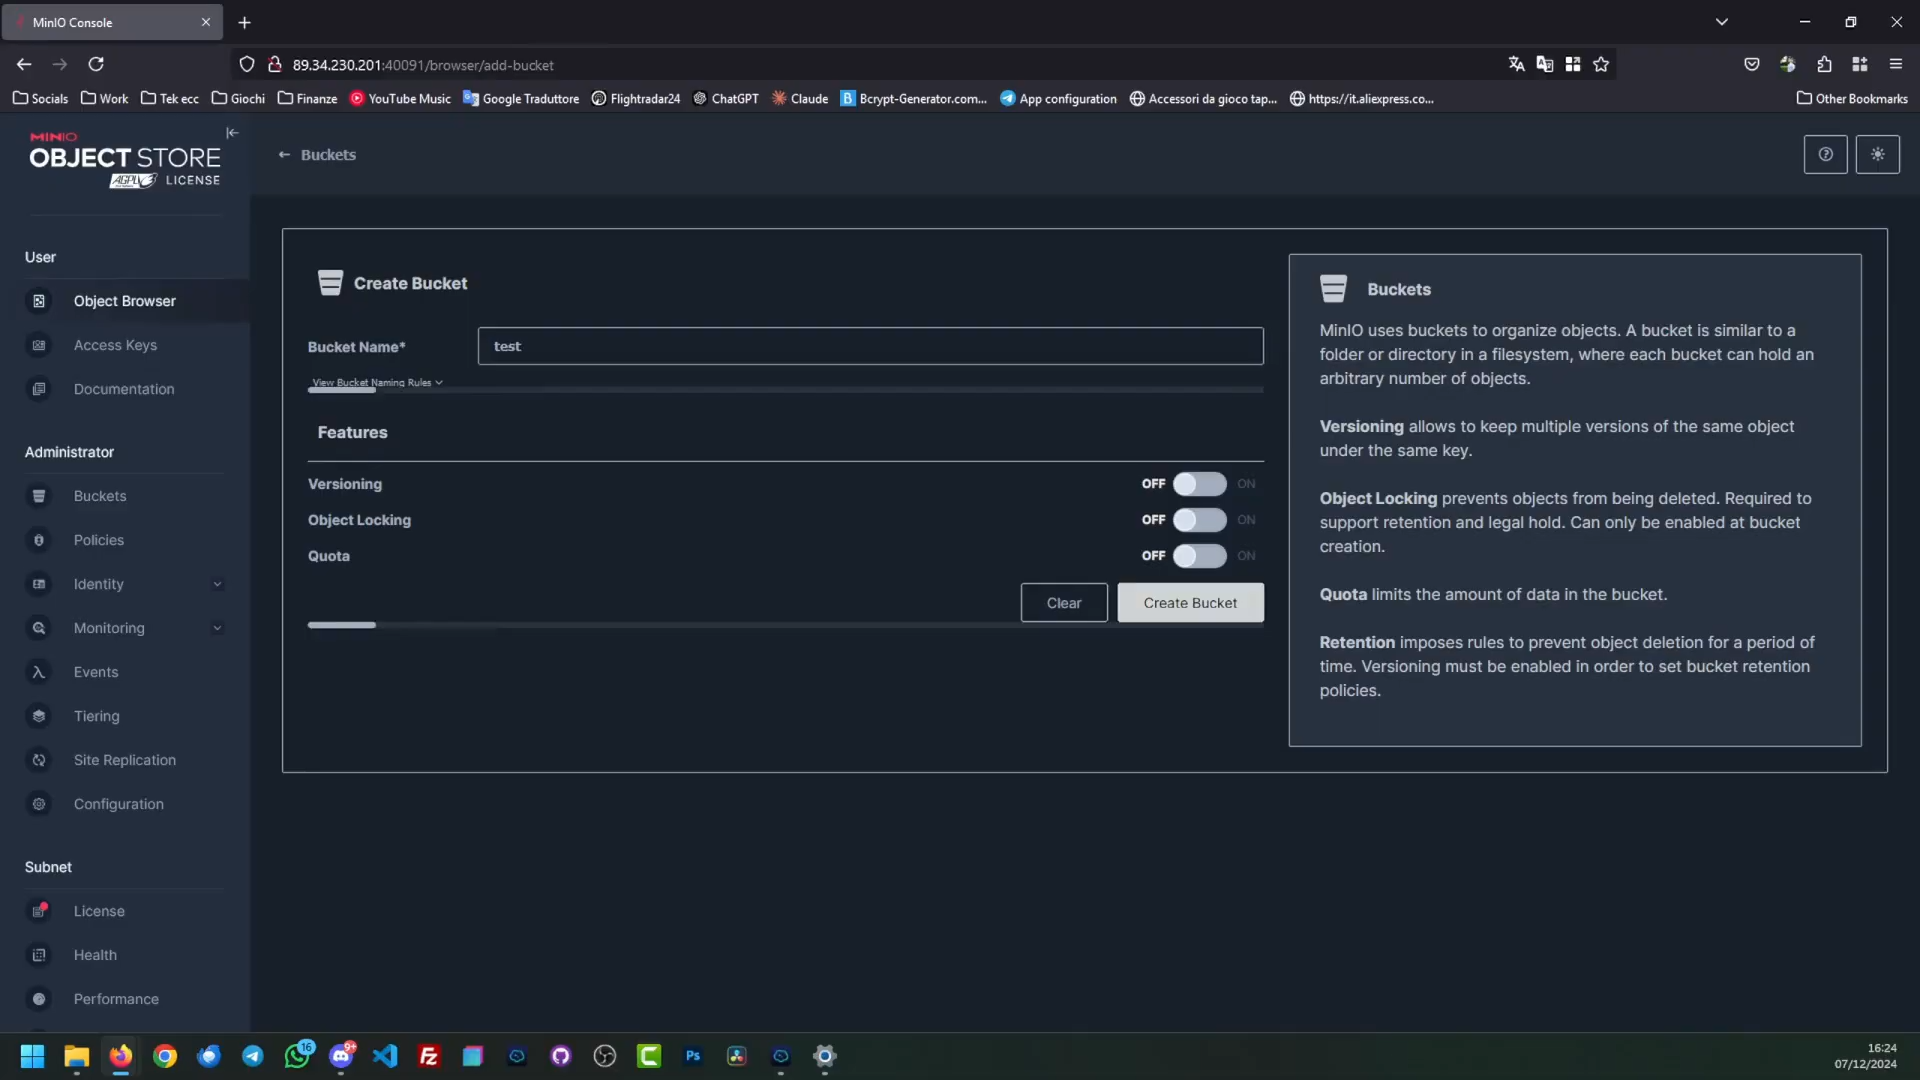 MinIO Console
89.34.230.201:40091/browser/add-bucket
Socials
Work
Tek ecc
Giochi
Finanze
YouTube Music
Google Traduttore
Flightradar24
ChatGPT
Claude
B
Bcrypt-Generator.com...
App configuration
Accessori da gioco tap...
https://it.aliexpress.co...
Other Bookmarks
MINIO
OBJECT STORE
AGPL LICENSE
Buckets
User
Object Browser
Access Keys
Documentation
Administrator
Buckets
Policies
Identity
Monitoring
Events
Tiering
Site Replication
Configuration
Subnet
License
Health
Performance
Create Bucket
Bucket Name*
test
View Bucket Naming Rules
Features
Versioning
OFF ON
Object Locking
OFF ON
Quota
OFF ON
Clear
Create Bucket
Buckets
MinIO uses buckets to organize objects. A bucket is similar to a
folder or directory in a filesystem, where each bucket can hold an
arbitrary number of objects.
Versioning allows to keep multiple versions of the same object
under the same key.
Object Locking prevents objects from being deleted. Required to
support retention and legal hold. Can only be enabled at bucket
creation.
Quota limits the amount of data in the bucket.
Retention imposes rules to prevent object deletion for a period of
time. Versioning must be enabled in order to set bucket retention
policies.
16
9+
Fz
C
Ps
16:24
07/12/2024